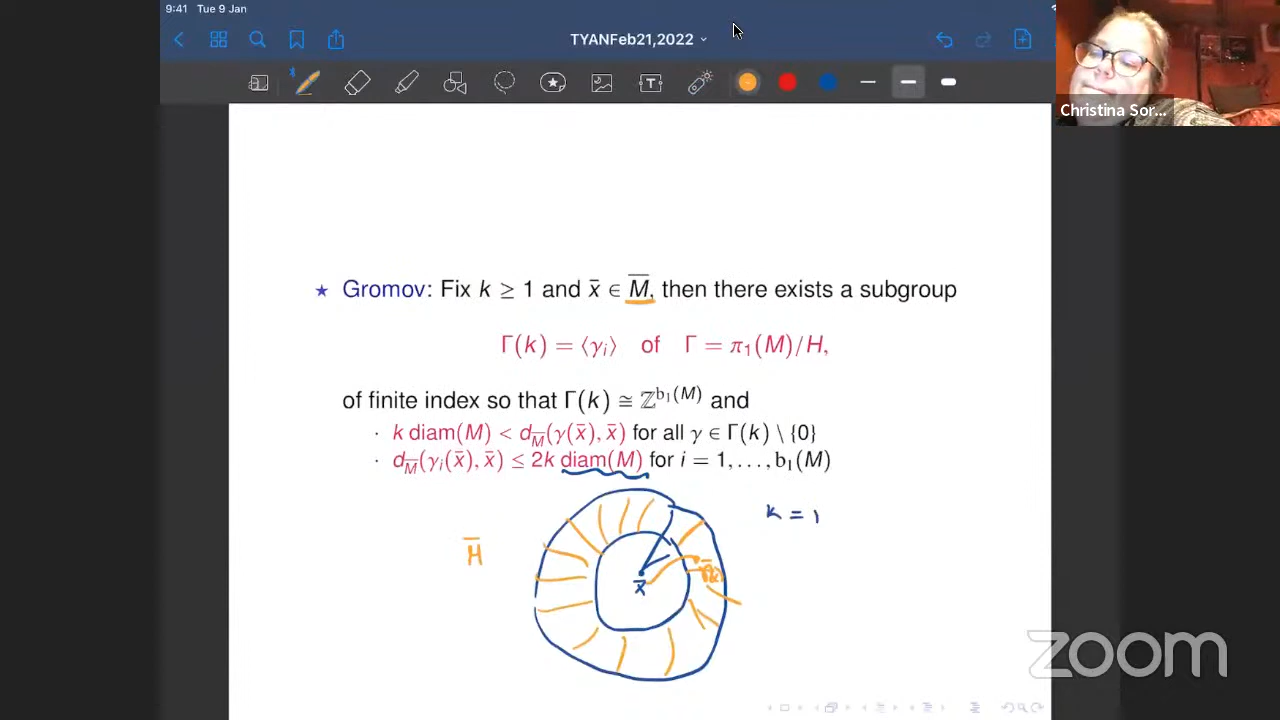 9:41 Tue 9 Jan
TYANFeb21,2022
Christina Sor...
★ Gromov: Fix k ≥ 1 and x̄ ∈ M̅, then there exists a subgroup
Γ(k) = ⟨γᵢ⟩ of Γ = π₁(M)/H,
of finite index so that Γ(k) ≅ ℤ^{b₁(M)} and
· k diam(M) < d_{M̅}(γ(x̄), x̄) for all γ ∈ Γ(k) \ {0}
· d_{M̅}(γᵢ(x̄), x̄) ≤ 2k diam(M) for i = 1, . . . , b₁(M)
k = 1
M̅
x̄
zoom